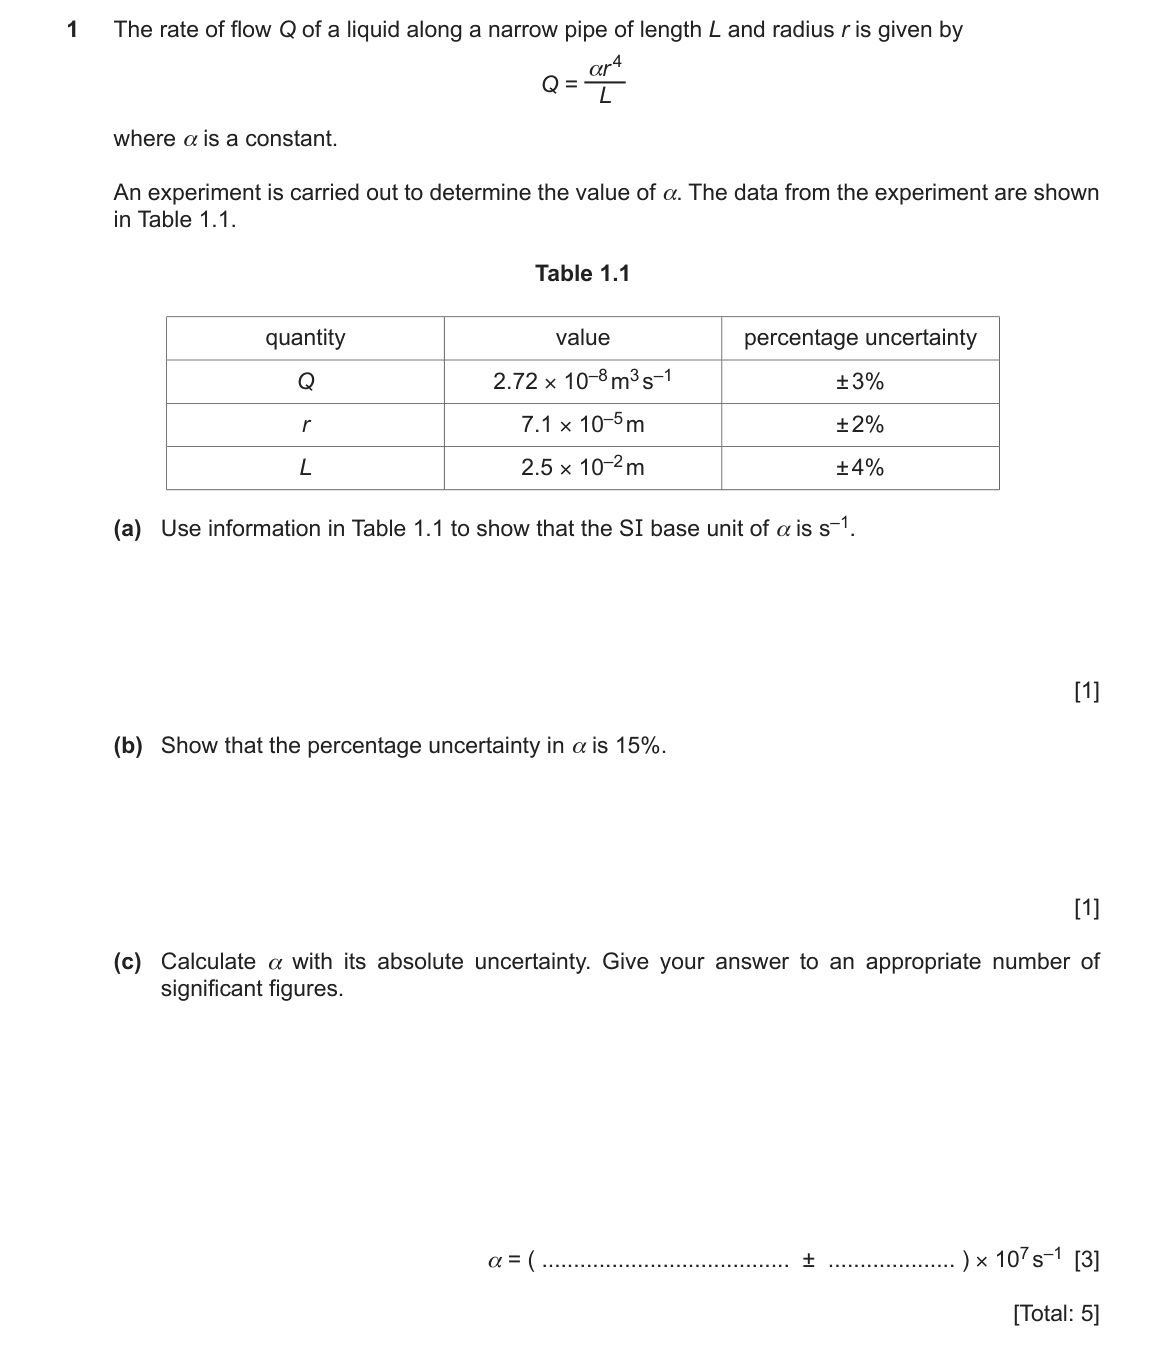 1 The rate of flow Q of a liquid along a narrow pipe of length L and radius r is given by
Q = αr⁴/L
where α is a constant.
An experiment is carried out to determine the value of α. The data from the experiment are shown
in Table 1.1.
Table 1.1
quantity value percentage uncertainty
Q 2.72 × 10⁻⁸ m³ s⁻¹ ±3%
r 7.1 × 10⁻⁵ m ±2%
L 2.5 × 10⁻² m ±4%
(a) Use information in Table 1.1 to show that the SI base unit of α is s⁻¹.
[1]
(b) Show that the percentage uncertainty in α is 15%.
[1]
(c) Calculate α with its absolute uncertainty. Give your answer to an appropriate number of
significant figures.
α = ( ....................................... ± .................... ) × 10⁷ s⁻¹ [3]
[Total: 5]